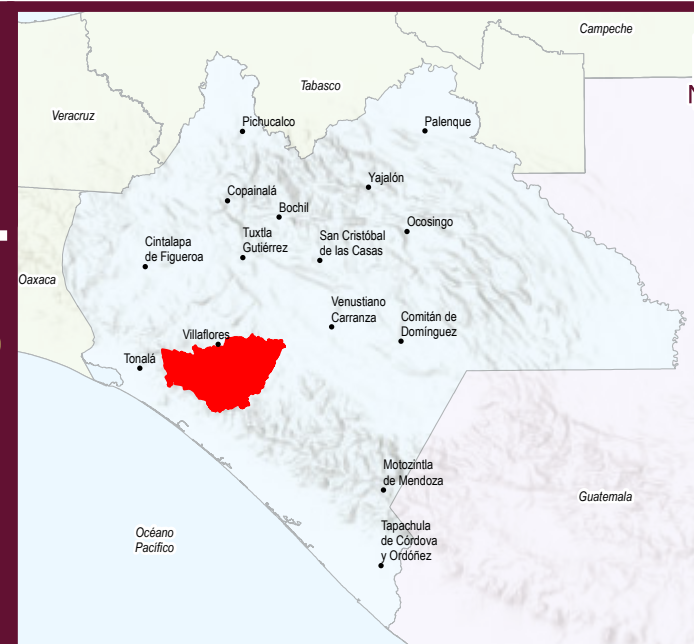 Campeche
Tabasco
N
Veracruz
Pichucalco
Palenque
Yajalón
Copainalá
Bochil
Ocosingo
Tuxtla
Gutiérrez
San Cristóbal
de las Casas
Cintalapa
de Figueroa
Oaxaca
Venustiano
Carranza
Comitán de
Domínguez
Villaflores
Tonalá
Motozintla
de Mendoza
Guatemala
Océano
Pacífico
Tapachula
de Córdova
y Ordóñez